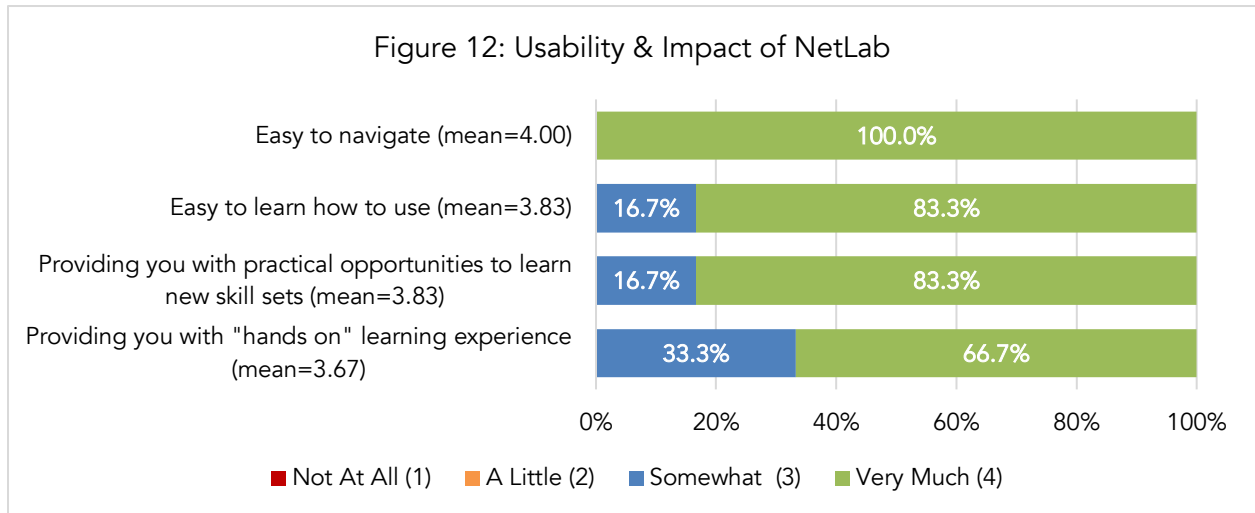 Figure 12: Usability & Impact of NetLab
Easy to navigate (mean=4.00)
100.0%
Easy to learn how to use (mean=3.83)
16.7% 83.3%
Providing you with practical opportunities to learn
new skill sets (mean=3.83)
16.7% 83.3%
Providing you with "hands on" learning experience
(mean=3.67)
33.3% 66.7%
0% 20% 40% 60% 80% 100%
Not At All (1) A Little (2) Somewhat (3) Very Much (4)